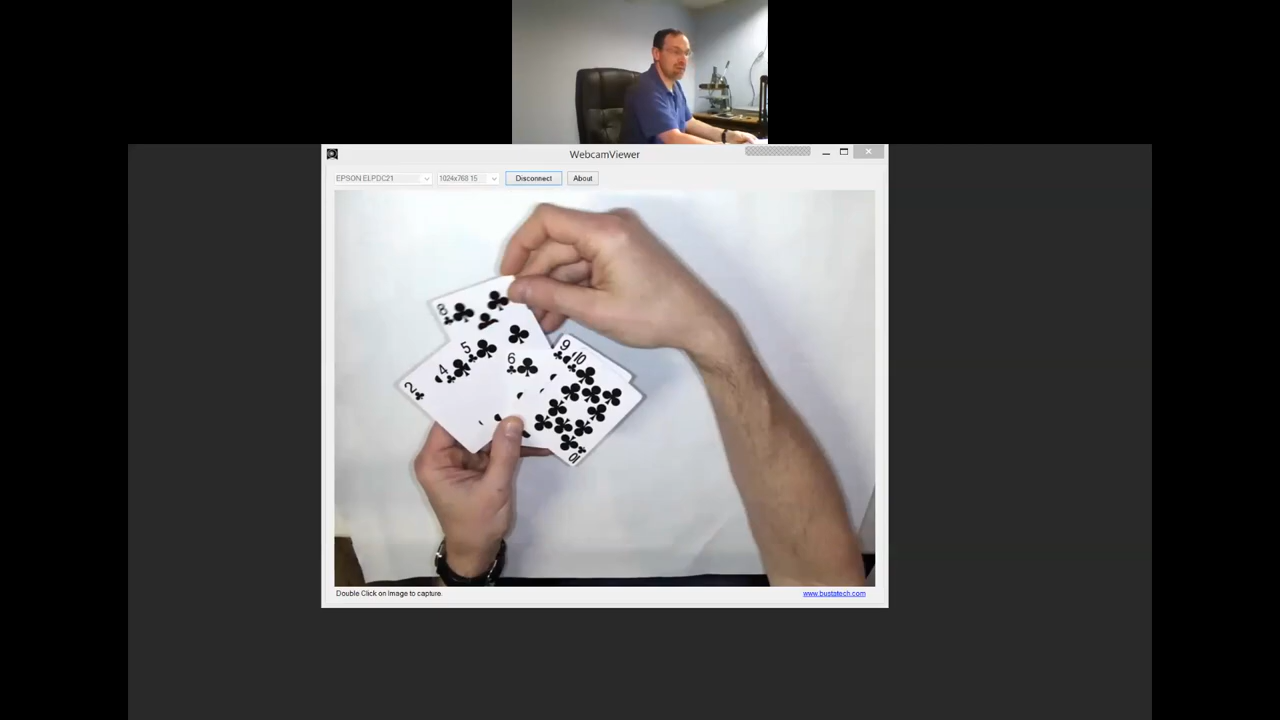 WebcamViewer
EPSON ELPDC21 1024x768 15 Disconnect About
8
5 9 10
4 6
2
10
Double Click on Image to capture. www.bustatech.com